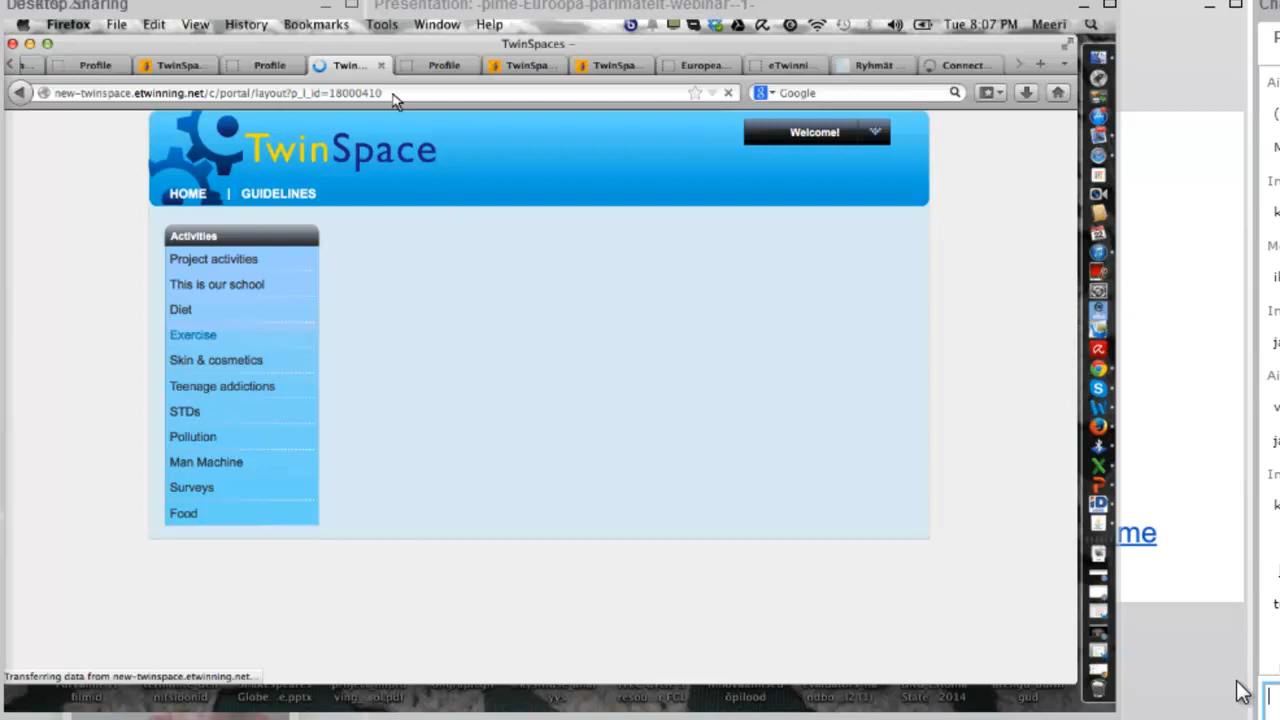 Desktop Sharing
Presentation: -pime-Euroopa-parimateit-webinar--1-
Firefox File Edit View History Bookmarks Tools Window Help
Tue 8:07 PM Meeri
TwinSpaces –
Profile TwinSpa... Profile Twin... Profile TwinSpa... TwinSpa... Europea... eTwinni... Ryhmät ... Connect...
new-twinspace.etwinning.net/c/portal/layout?p_l_id=18000410
Google
TwinSpace
Welcome!
HOME | GUIDELINES
Activities
Project activities
This is our school
Diet
Exercise
Skin & cosmetics
Teenage addictions
STDs
Pollution
Man Machine
Surveys
Food
me
Transferring data from new-twinspace.etwinning.net...